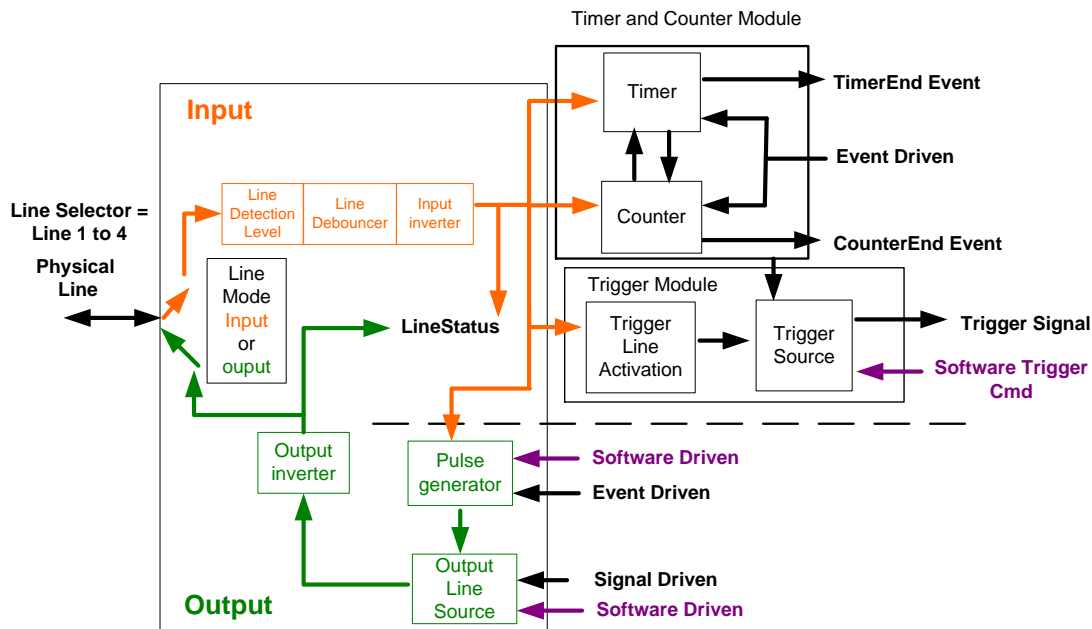 Timer and Counter Module
Input
Timer
TimerEnd Event
Event Driven
Line Selector =
Line 1 to 4
Physical
Line
Line
Detection
Level
Line
Debouncer
Input
inverter
Counter
CounterEnd Event
Line
Mode
Input
or
ouput
LineStatus
Trigger Module
Trigger
Line
Activation
Trigger
Source
Trigger Signal
Software Trigger
Cmd
Output
inverter
Pulse
generator
Software Driven
Event Driven
Output
Line
Source
Signal Driven
Software Driven
Output